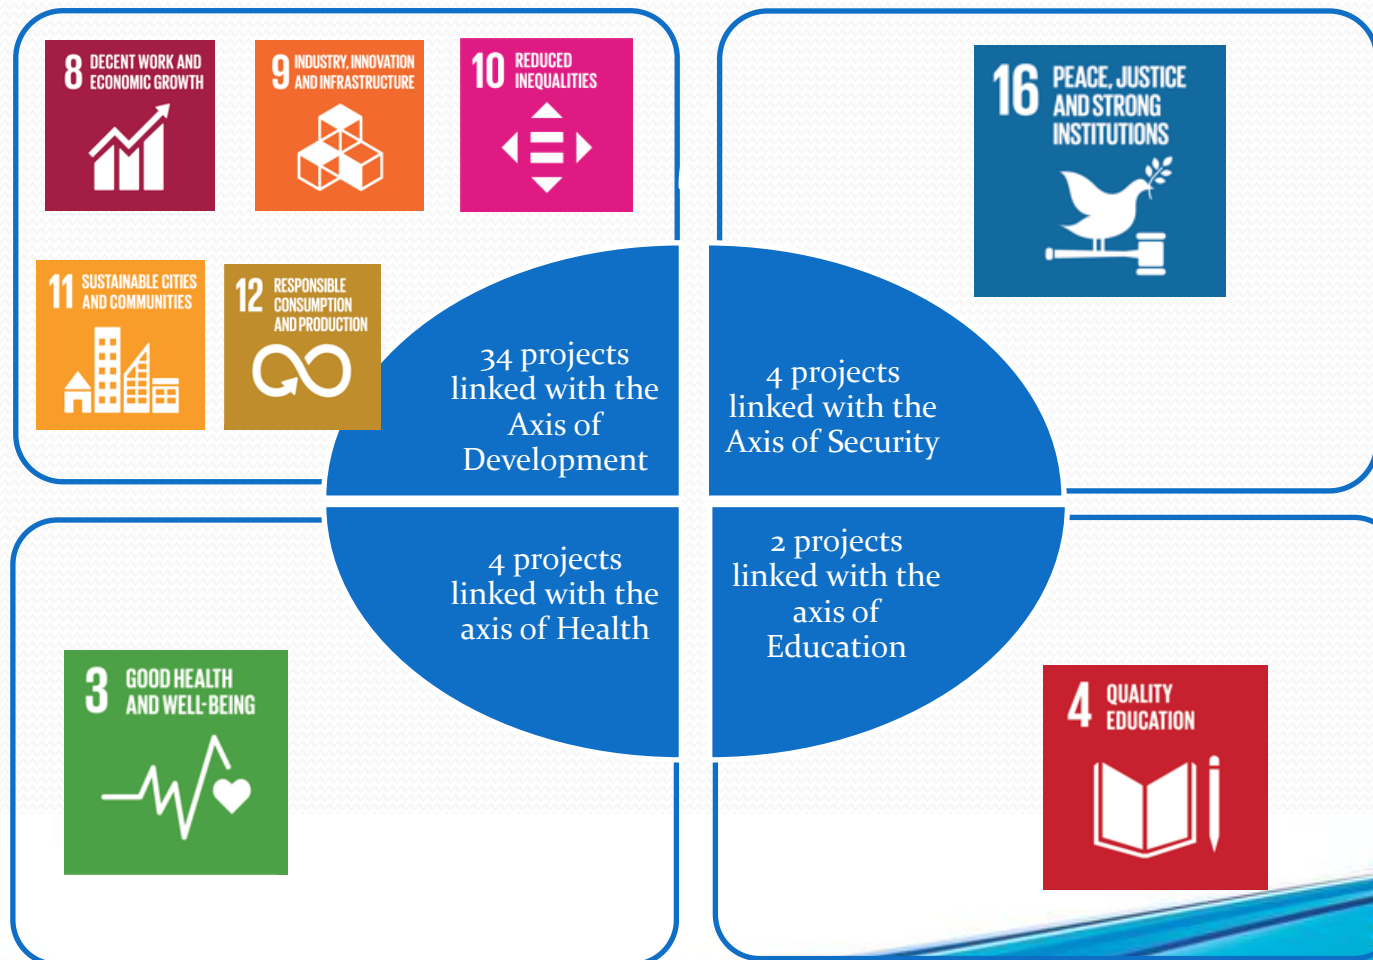 8 DECENT WORK AND
ECONOMIC GROWTH
9 INDUSTRY, INNOVATION
AND INFRASTRUCTURE
10 REDUCED
INEQUALITIES
11 SUSTAINABLE CITIES
AND COMMUNITIES
12 RESPONSIBLE
CONSUMPTION
AND PRODUCTION
34 projects
linked with the
Axis of
Development
16 PEACE, JUSTICE
AND STRONG
INSTITUTIONS
4 projects
linked with the
Axis of Security
4 projects
linked with the
axis of Health
3 GOOD HEALTH
AND WELL-BEING
2 projects
linked with the
axis of
Education
4 QUALITY
EDUCATION